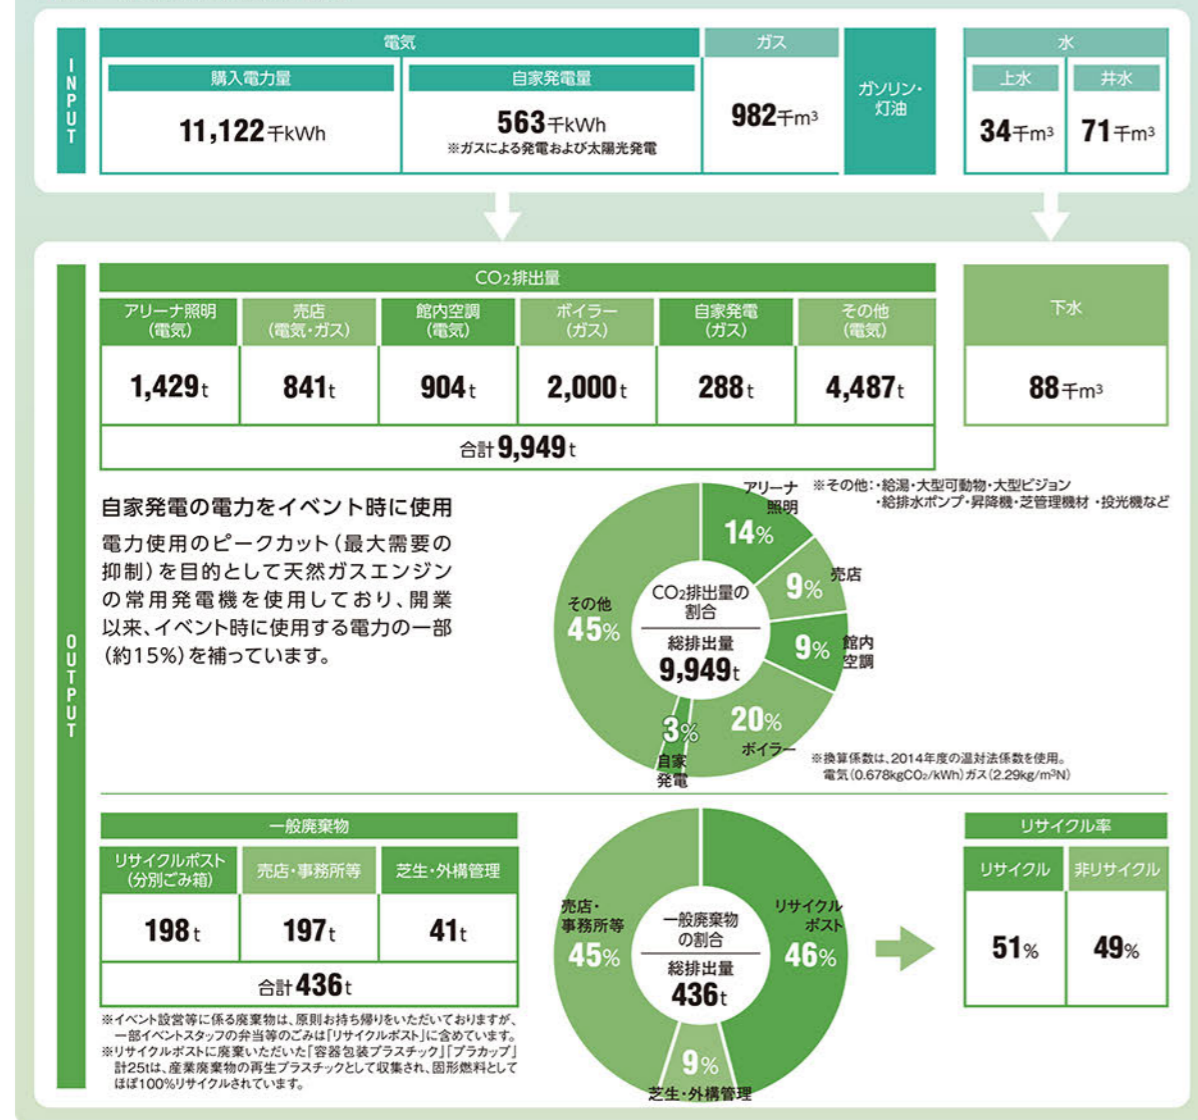 INPUT
電気
購入電力量
11,122千kWh
自家発電量
563千kWh
※ガスによる発電および太陽光発電
ガス
982千m³
ガソリン・
灯油
水
上水
34千m³
井水
71千m³
OUTPUT
CO₂排出量
アリーナ照明
(電気)
売店
(電気・ガス)
館内空調
(電気)
ボイラー
(ガス)
自家発電
(ガス)
その他
(電気)
1,429t
841t
904t
2,000t
288t
4,487t
合計9,949t
下水
88千m³
自家発電の電力をイベント時に使用
電力使用のピークカット(最大需要の
抑制)を目的として天然ガスエンジン
の常用発電機を使用しており、開業
以来、イベント時に使用する電力の一部
(約15%)を補っています。
※その他:・給湯・大型可動物・大型ビジョン
・給排水ポンプ・昇降機・芝管理機材・投光機など
アリーナ
照明
14%
売店
9%
館内
空調
9%
20%
ボイラー
3%
自家
発電
その他
45%
CO₂排出量の
割合
総排出量
9,949t
※換算係数は、2014年度の温対法係数を使用。
電気(0.678kgCO₂/kWh)ガス(2.29kg/m³N)
一般廃棄物
リサイクルポスト
(分別ごみ箱)
売店・事務所等
芝生・外構管理
198t
197t
41t
合計436t
※イベント設営等に係る廃棄物は、原則お持ち帰りをいただいておりますが、
一部イベントスタッフの弁当等のごみは「リサイクルポスト」に含めています。
※リサイクルポストに廃棄いただいた「容器包装プラスチック」「プラカップ」
計25tは、産業廃棄物の再生プラスチックとして収集され、固形燃料として
ほぼ100%リサイクルされています。
売店・
事務所等
45%
リサイクル
ポスト
46%
9%
芝生・外構管理
一般廃棄物
の割合
総排出量
436t
リサイクル率
リサイクル
非リサイクル
51%
49%